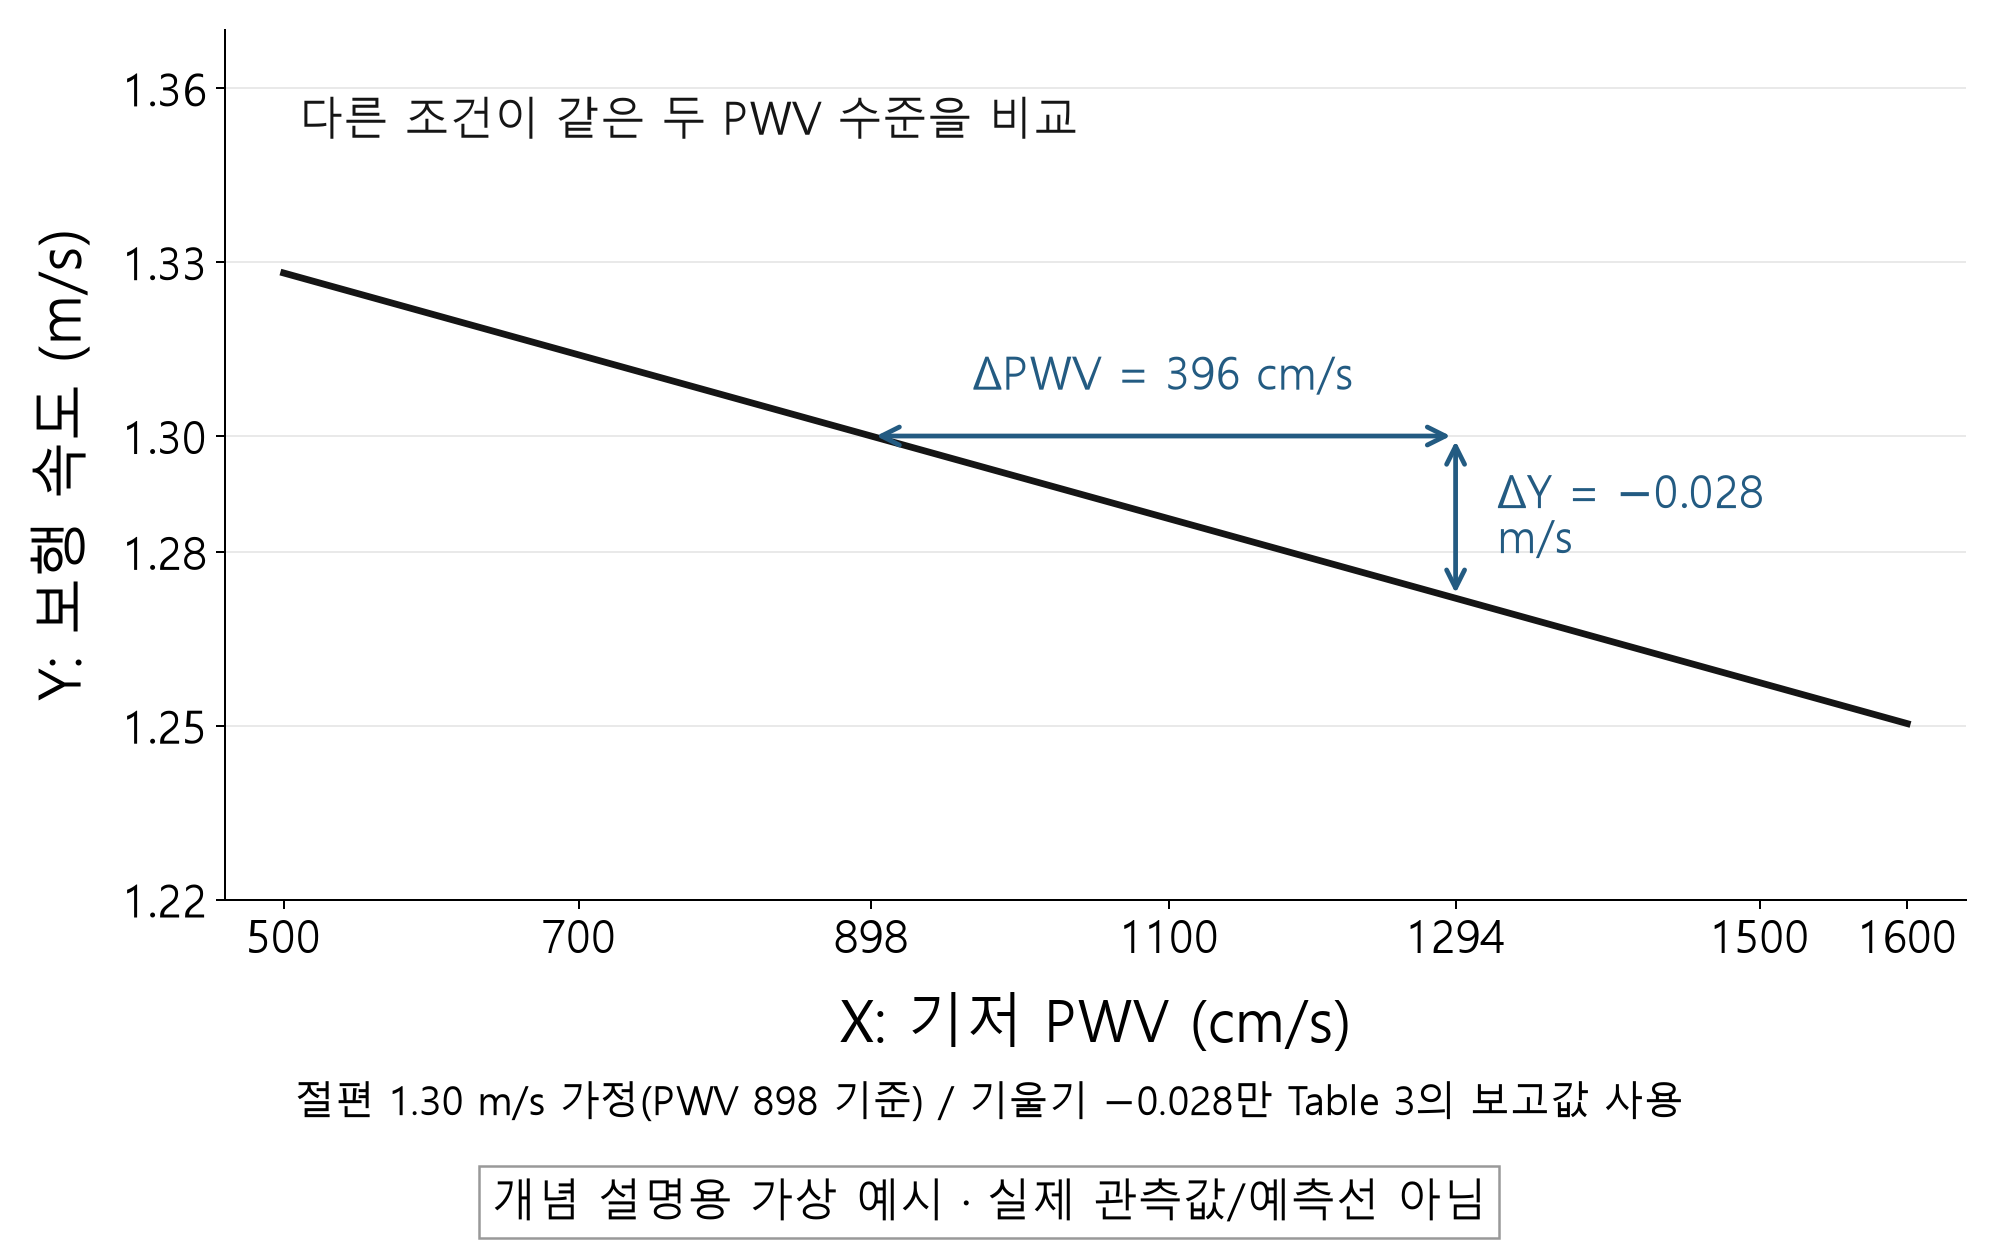 다른 조건이 같은 두 PWV 수준을 비교
Y: 보행 속도 (m/s)
1.36
1.33
1.30
1.28
1.25
1.22
ΔPWV = 396 cm/s
ΔY = −0.028
m/s
500 700 898 1100 1294 1500 1600
X: 기저 PWV (cm/s)
절편 1.30 m/s 가정(PWV 898 기준) / 기울기 −0.028만 Table 3의 보고값 사용
개념 설명용 가상 예시 · 실제 관측값/예측선 아님